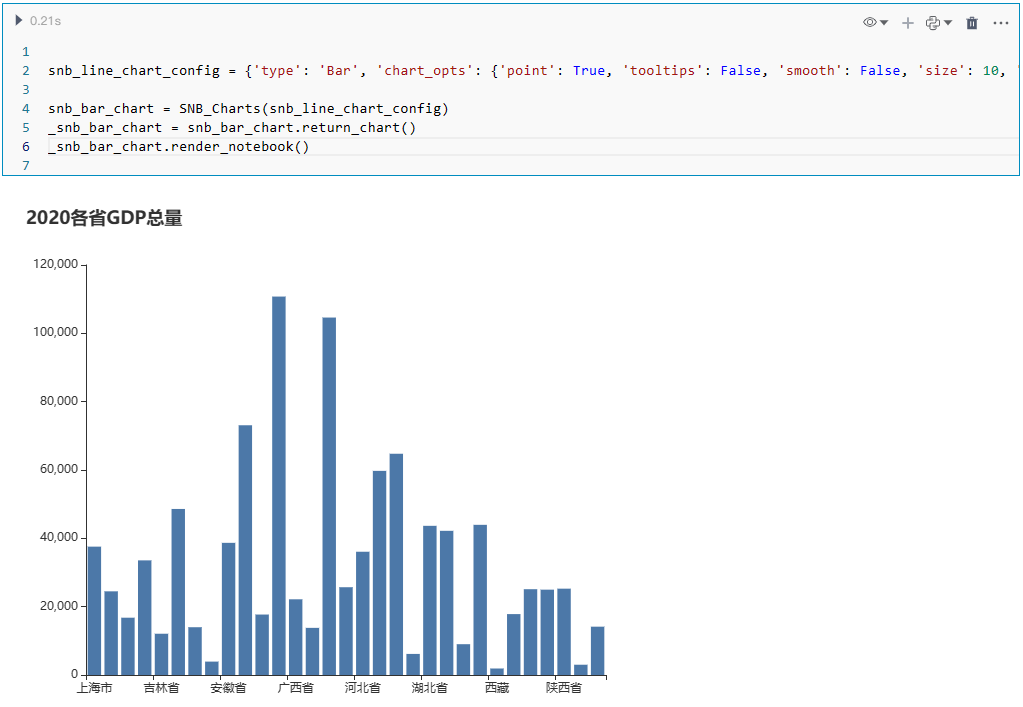 0.21s
1
2 snb_line_chart_config = {'type': 'Bar', 'chart_opts': {'point': True, 'tooltips': False, 'smooth': False, 'size': 10, '
3
4 snb_bar_chart = SNB_Charts(snb_line_chart_config)
5 _snb_bar_chart = snb_bar_chart.return_chart()
6 _snb_bar_chart.render_notebook()
7
2020各省GDP总量
120,000
100,000
80,000
60,000
40,000
20,000
0
上海市 吉林省 安徽省 广西省 河北省 湖北省 西藏 陕西省